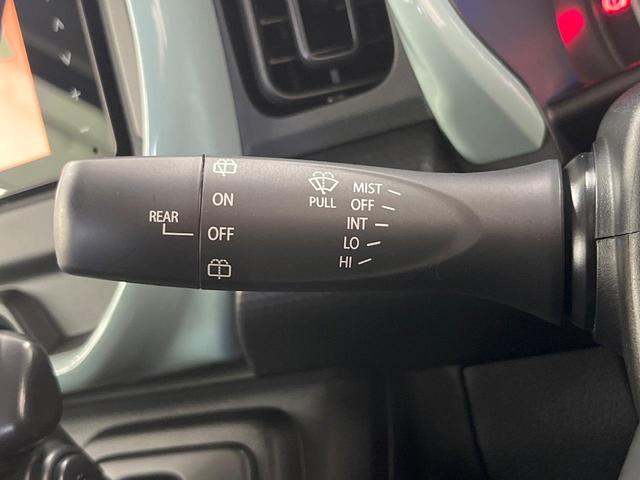 REAR
ON
OFF
PULL
MIST
OFF
INT
LO
HI